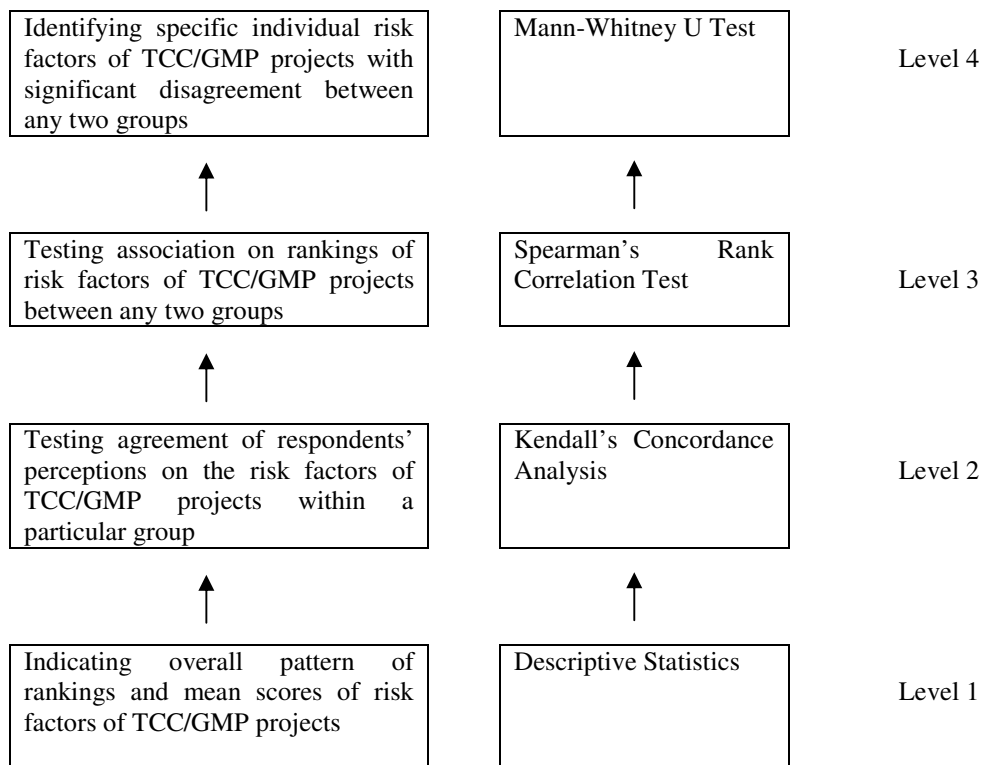 Identifying specific individual risk
factors of TCC/GMP projects with
significant disagreement between
any two groups
Mann-Whitney U Test
Level 4
Testing association on rankings of
risk factors of TCC/GMP projects
between any two groups
Spearman's Rank
Correlation Test
Level 3
Testing agreement of respondents'
perceptions on the risk factors of
TCC/GMP projects within a
particular group
Kendall's Concordance
Analysis
Level 2
Indicating overall pattern of
rankings and mean scores of risk
factors of TCC/GMP projects
Descriptive Statistics
Level 1